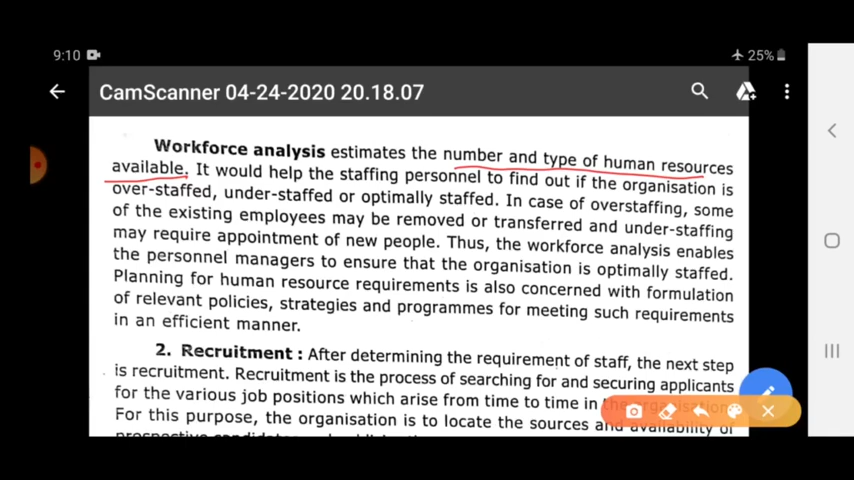 9:10 25%
CamScanner 04-24-2020 20.18.07
Workforce analysis estimates the number and type of human resources
available. It would help the staffing personnel to find out if the organisation is
over-staffed, under-staffed or optimally staffed. In case of overstaffing, some
of the existing employees may be removed or transferred and under-staffing
may require appointment of new people. Thus, the workforce analysis enables
the personnel managers to ensure that the organisation is optimally staffed.
Planning for human resource requirements is also concerned with formulation
of relevant policies, strategies and programmes for meeting such requirements
in an efficient manner.
2. Recruitment : After determining the requirement of staff, the next step
is recruitment. Recruitment is the process of searching for and securing applicants
for the various job positions which arise from time to time in the organisation.
For this purpose, the organisation is to locate the sources and availability of
prospective candidates